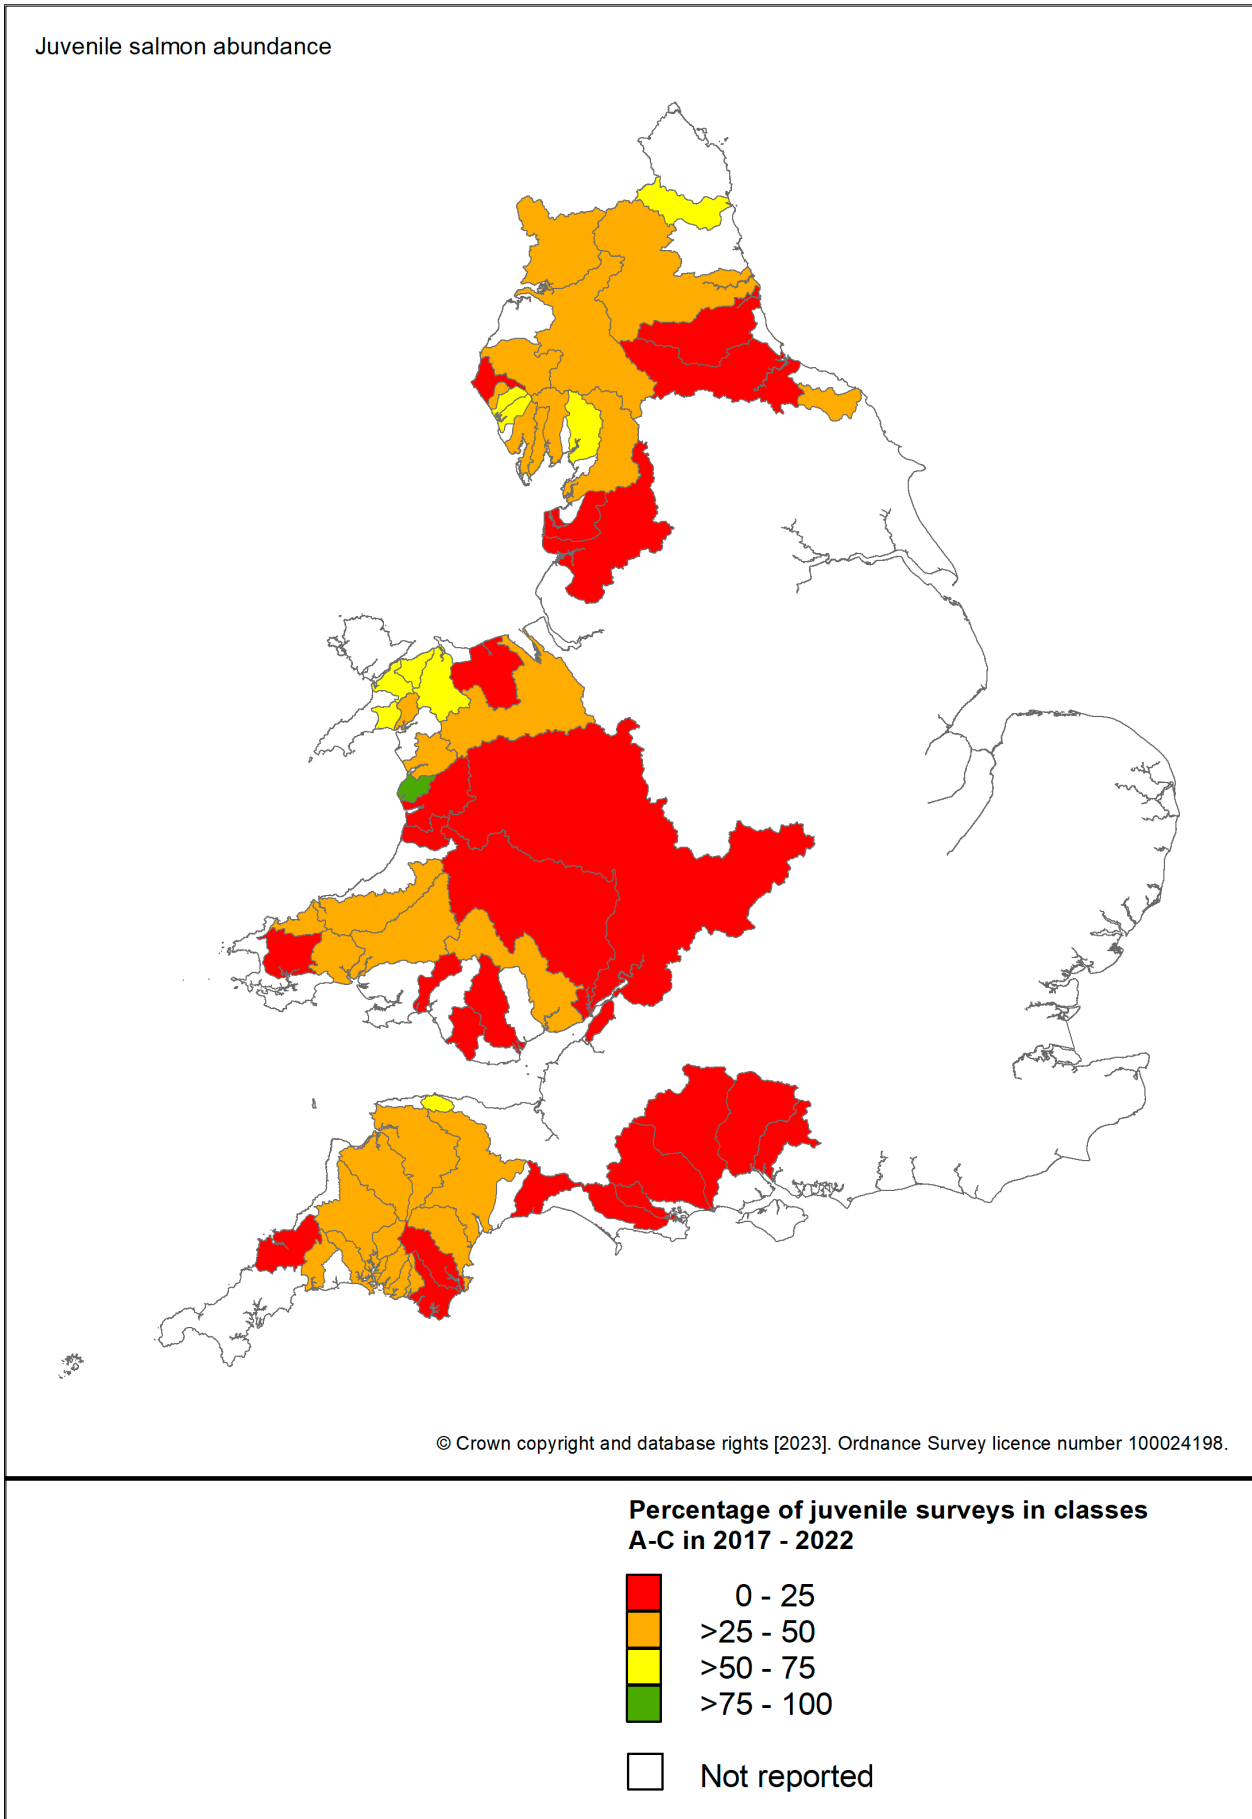 Juvenile salmon abundance
© Crown copyright and database rights [2023]. Ordnance Survey licence number 100024198.
Percentage of juvenile surveys in classes
A-C in 2017 - 2022
0 - 25
>25 - 50
>50 - 75
>75 - 100
Not reported